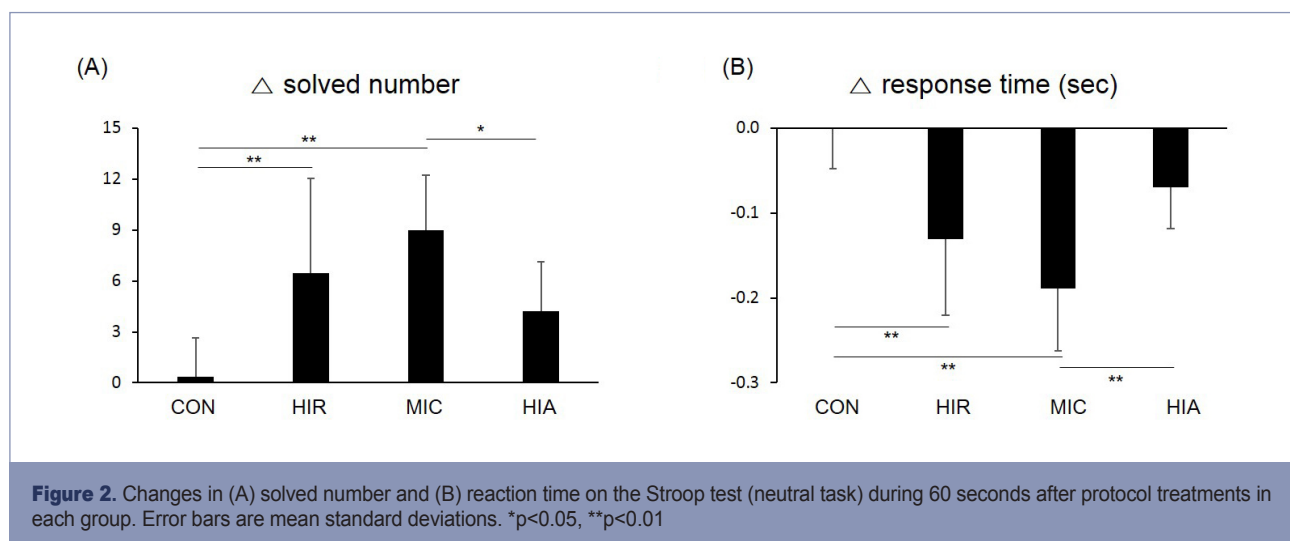 (A)
△ solved number
15
12
9
6
3
0
**
**
*
CON HIR MIC HIA
(B)
△ response time (sec)
0.0
-0.1
-0.2
-0.3
**
**
**
CON HIR MIC HIA
Figure 2. Changes in (A) solved number and (B) reaction time on the Stroop test (neutral task) during 60 seconds after protocol treatments in
each group. Error bars are mean standard deviations. *p<0.05, **p<0.01